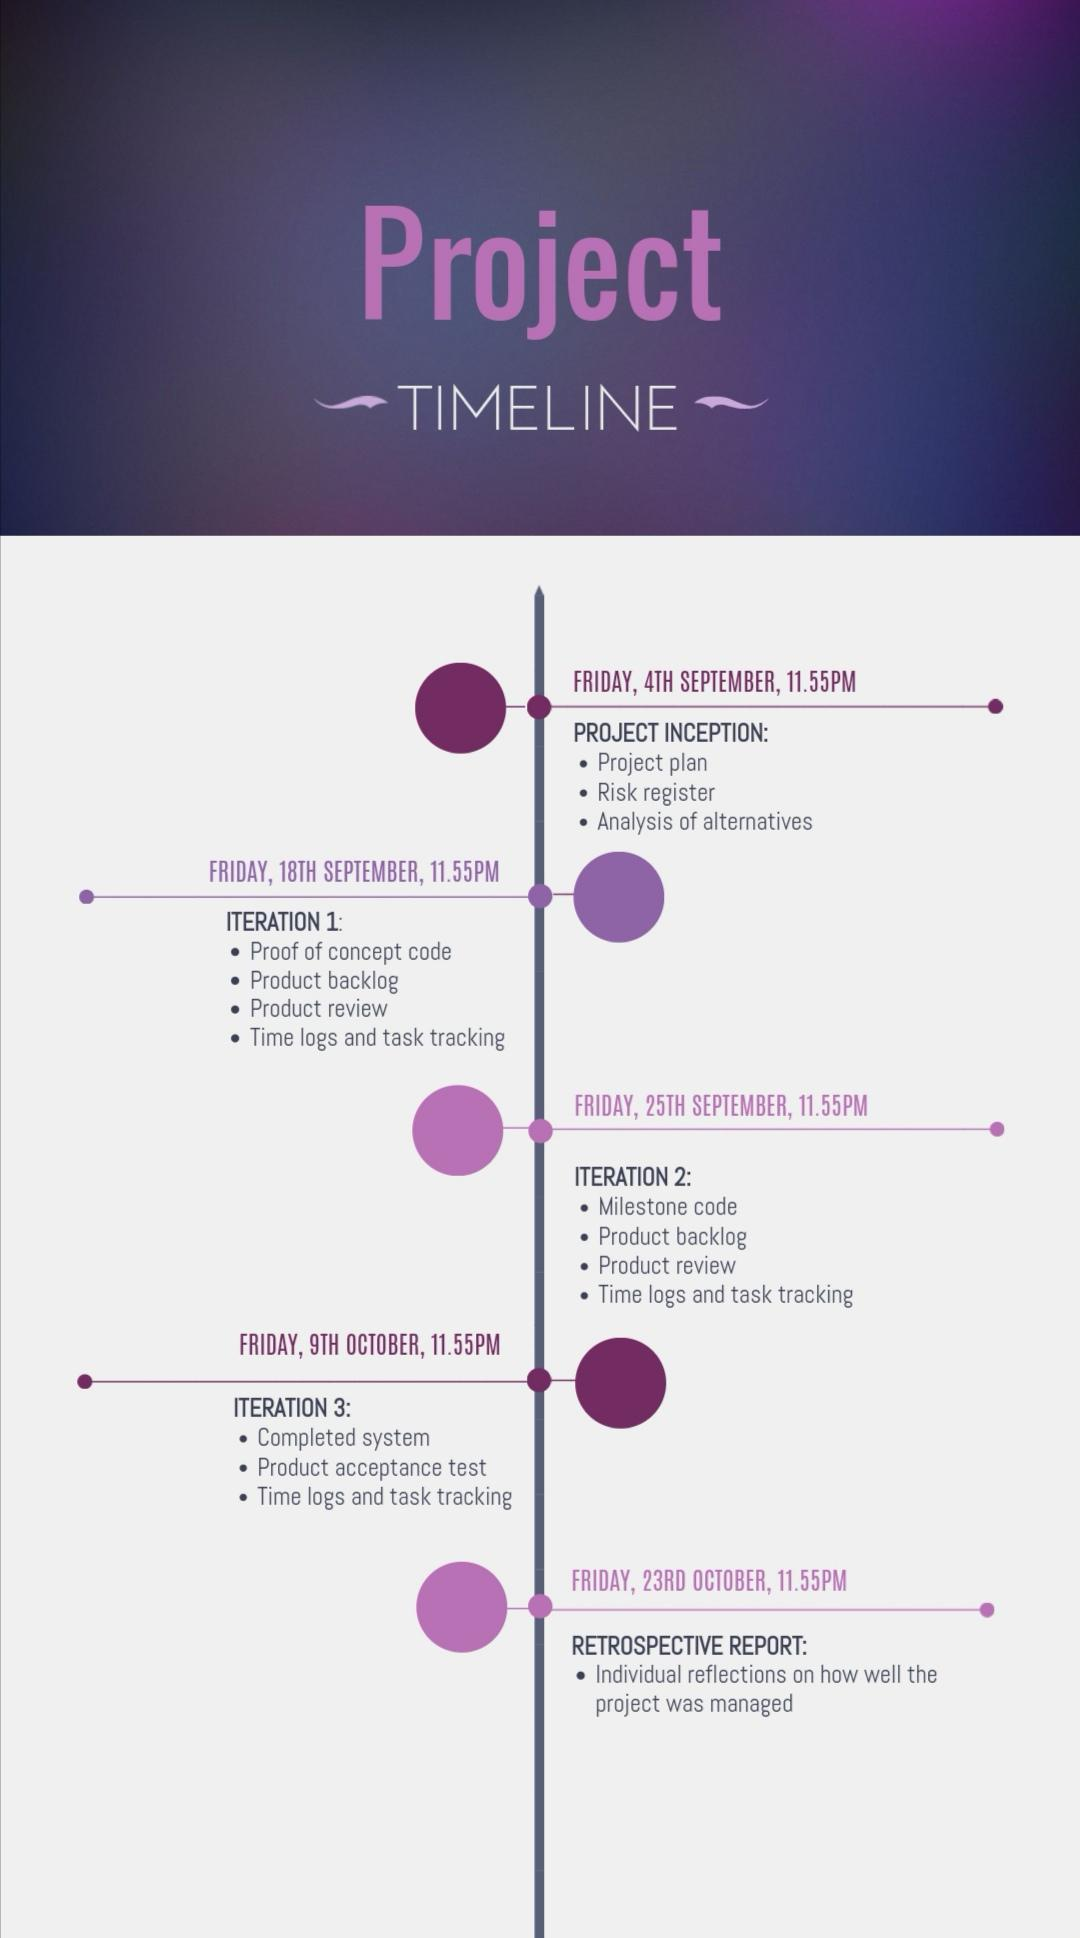 Project
TIMELINE
FRIDAY, 4TH SEPTEMBER, 11.55PM
PROJECT INCEPTION:
• Project plan
• Risk register
• Analysis of alternatives
FRIDAY, 18TH SEPTEMBER, 11.55PM
ITERATION 1:
• Proof of concept code
• Product backlog
• Product review
• Time logs and task tracking
FRIDAY, 25TH SEPTEMBER, 11.55PM
ITERATION 2:
• Milestone code
• Product backlog
• Product review
• Time logs and task tracking
FRIDAY, 9TH OCTOBER, 11.55PM
ITERATION 3:
• Completed system
• Product acceptance test
• Time logs and task tracking
FRIDAY, 23RD OCTOBER, 11.55PM
RETROSPECTIVE REPORT:
• Individual reflections on how well the
project was managed